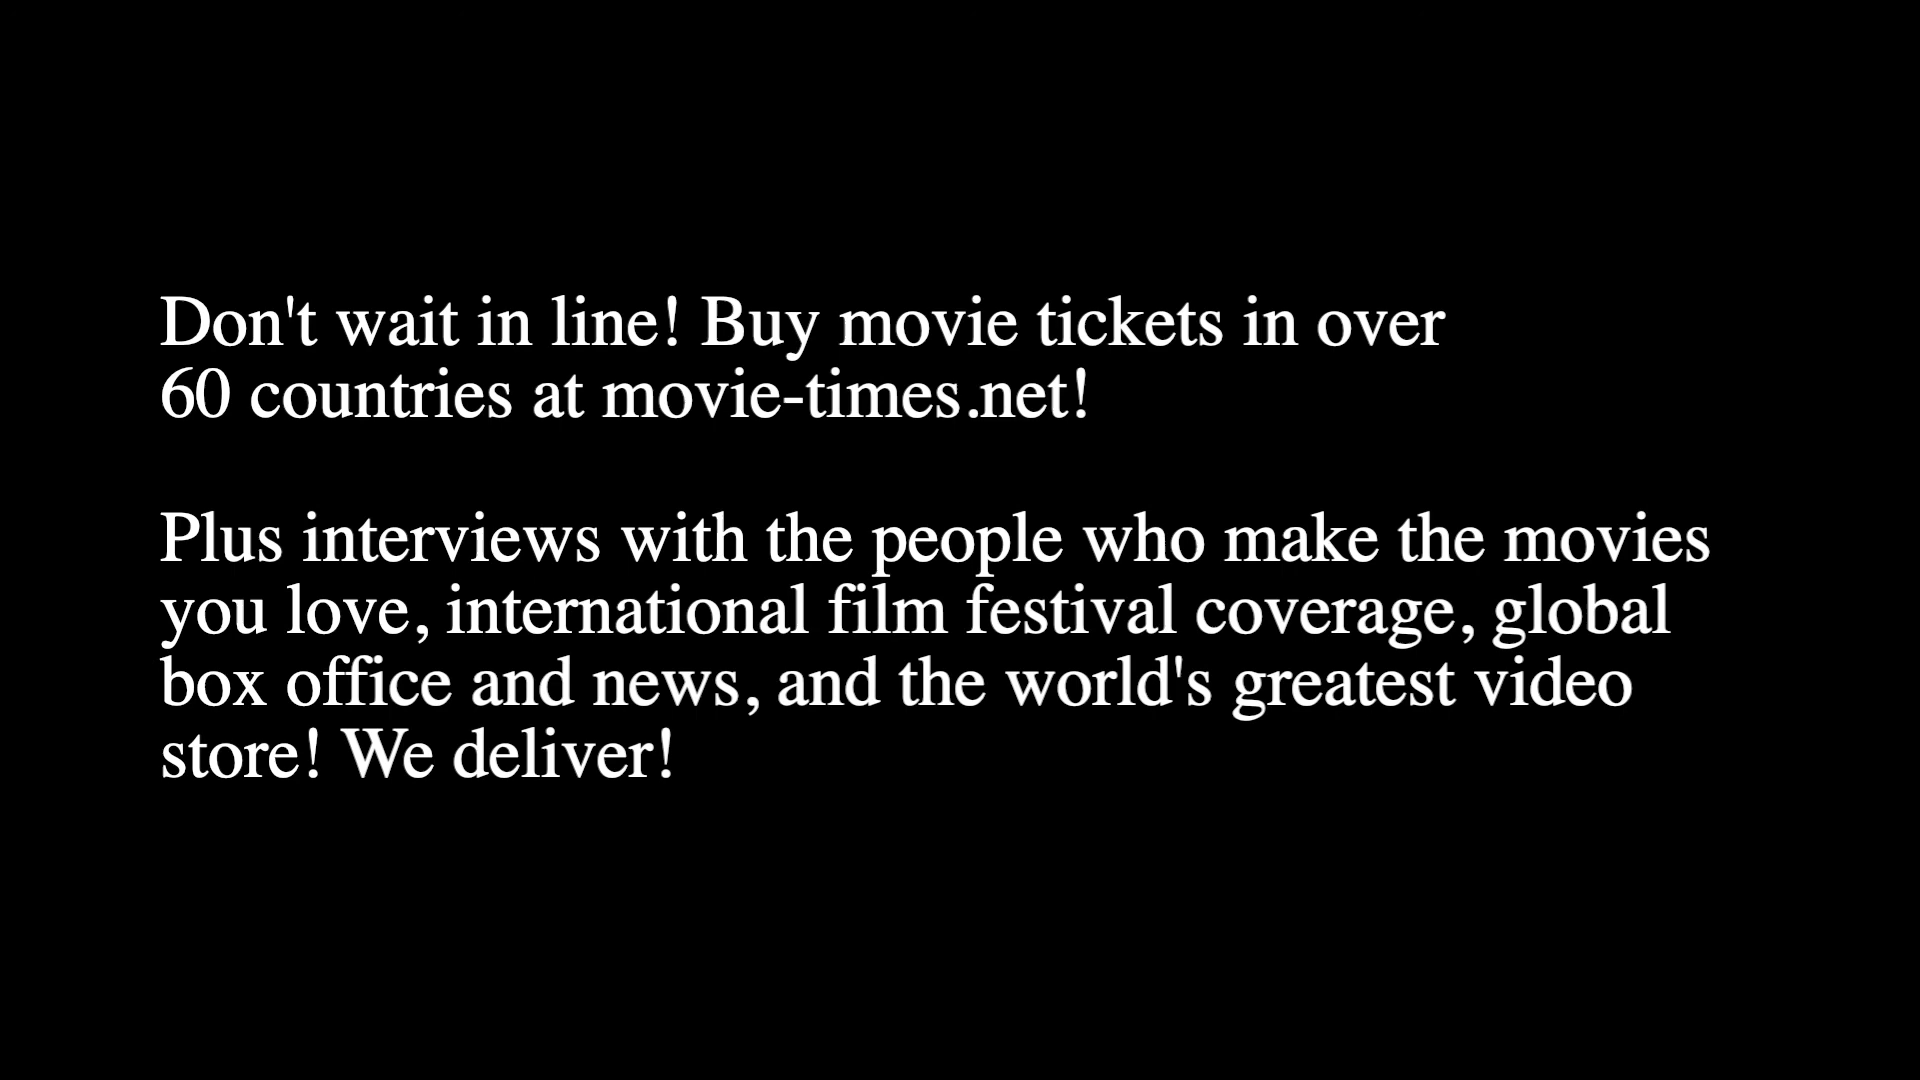 Don't wait in line! Buy movie tickets in over
60 countries at movie-times.net!
Plus interviews with the people who make the movies
you love, international film festival coverage, global
box office and news, and the world's greatest video
store! We deliver!